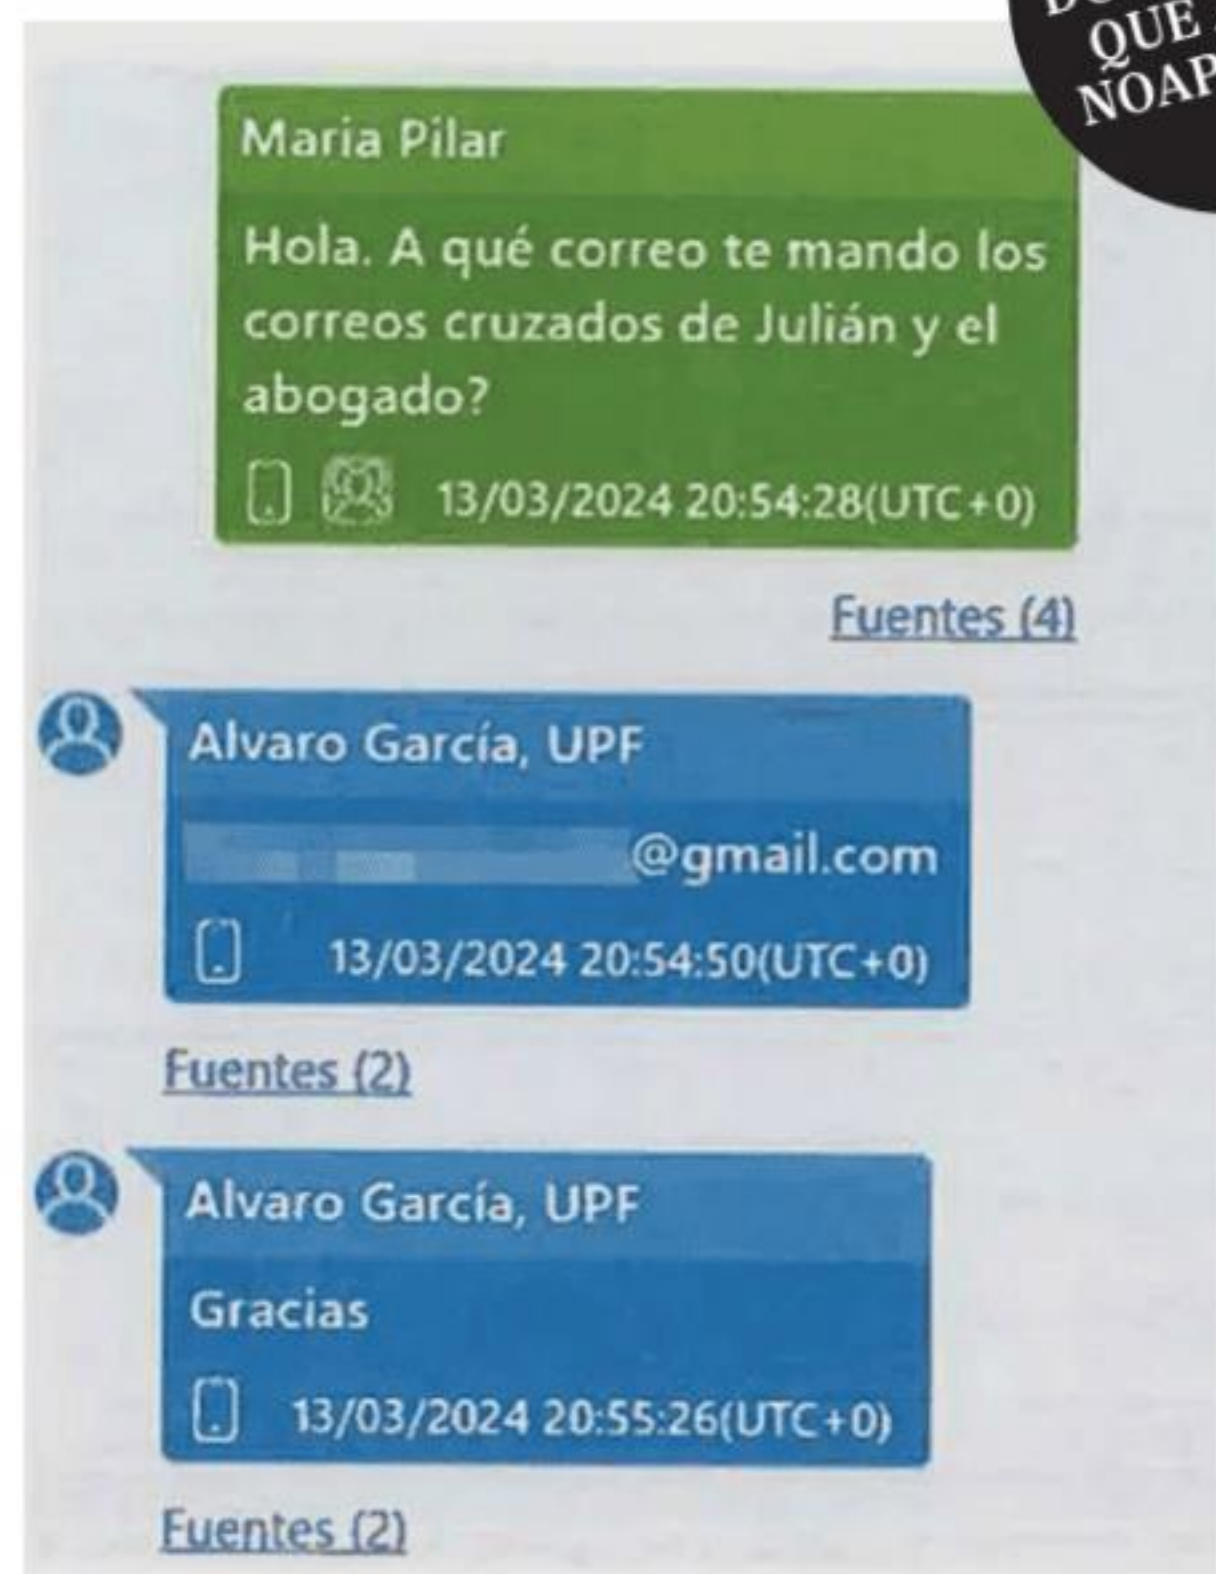 QUE
NOAP
Maria Pilar
Hola. A qué correo te mando los
correos cruzados de Julián y el
abogado?
13/03/2024 20:54:28(UTC+0)
Fuentes (4)
Alvaro García, UPF
@gmail.com
13/03/2024 20:54:50(UTC+0)
Fuentes (2)
Alvaro García, UPF
Gracias
13/03/2024 20:55:26(UTC+0)
Fuentes (2)